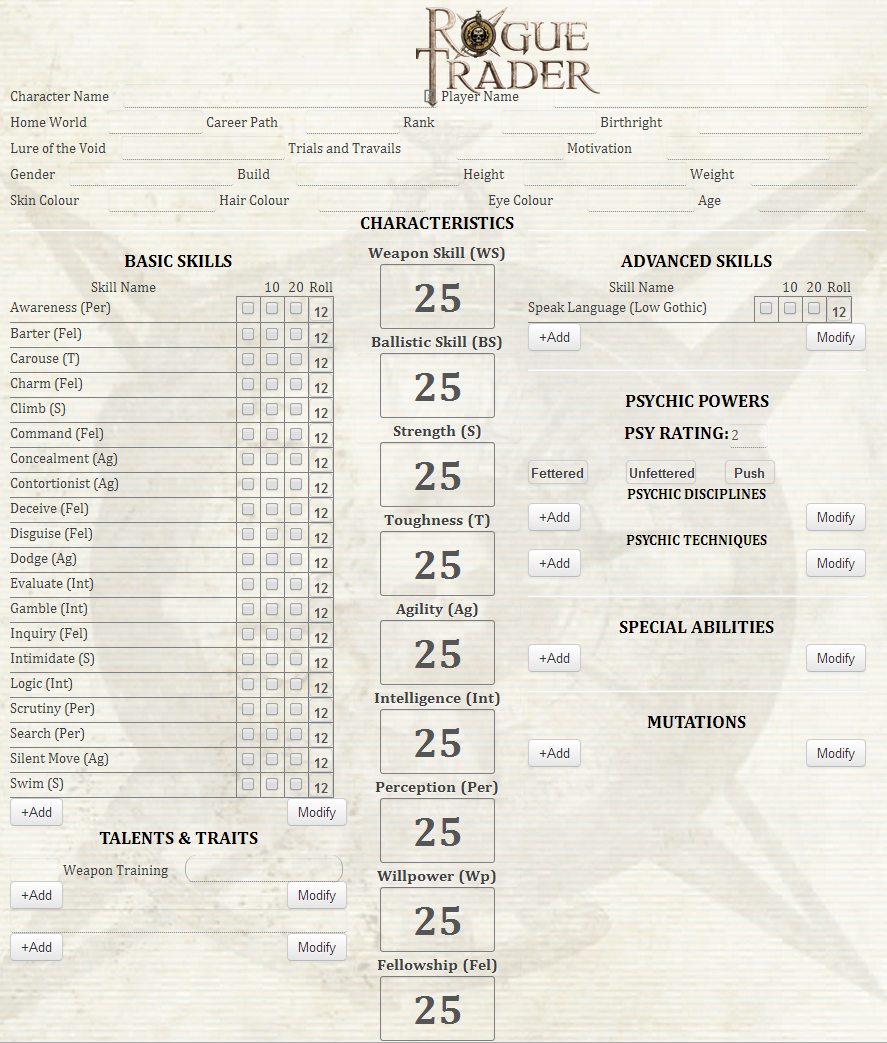 ROGUE
TRADER
Character Name Player Name
Home World Career Path Rank Birthright
Lure of the Void Trials and Travails Motivation
Gender Build Height Weight
Skin Colour Hair Colour Eye Colour Age
CHARACTERISTICS
BASIC SKILLS
Skill Name 10 20 Roll
Awareness (Per) 12
Barter (Fel) 12
Carouse (T) 12
Charm (Fel) 12
Climb (S) 12
Command (Fel) 12
Concealment (Ag) 12
Contortionist (Ag) 12
Deceive (Fel) 12
Disguise (Fel) 12
Dodge (Ag) 12
Evaluate (Int) 12
Gamble (Int) 12
Inquiry (Fel) 12
Intimidate (S) 12
Logic (Int) 12
Scrutiny (Per) 12
Search (Per) 12
Silent Move (Ag) 12
Swim (S) 12
+Add Modify
TALENTS & TRAITS
Weapon Training
+Add Modify
+Add Modify
Weapon Skill (WS)
25
Ballistic Skill (BS)
25
Strength (S)
25
Toughness (T)
25
Agility (Ag)
25
Intelligence (Int)
25
Perception (Per)
25
Willpower (Wp)
25
Fellowship (Fel)
25
ADVANCED SKILLS
Skill Name 10 20 Roll
Speak Language (Low Gothic) 12
+Add Modify
PSYCHIC POWERS
PSY RATING: 2
Fettered Unfettered Push
PSYCHIC DISCIPLINES
+Add Modify
PSYCHIC TECHNIQUES
+Add Modify
SPECIAL ABILITIES
+Add Modify
MUTATIONS
+Add Modify